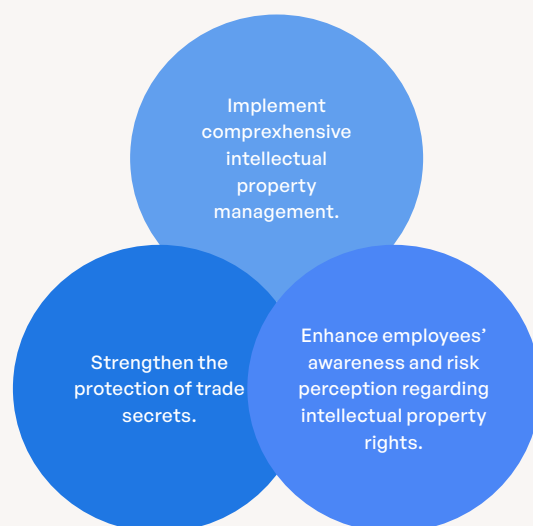 Implement
comprexhensive
intellectual
property
management.
Strengthen the
protection of trade
secrets.
Enhance employees’
awareness and risk
perception regarding
intellectual property
rights.